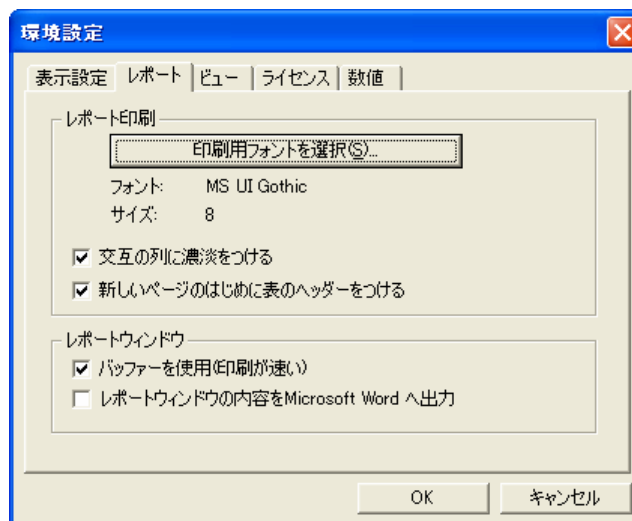 環境設定
表示設定 レポート ビュー ライセンス 数値
レポート印刷
印刷用フォントを選択(S)...
フォント: MS UI Gothic
サイズ: 8
交互の列に濃淡をつける
新しいページのはじめに表のヘッダーをつける
レポートウィンドウ
バッファーを使用(印刷が速い)
レポートウィンドウの内容をMicrosoft Word へ出力
OK キャンセル